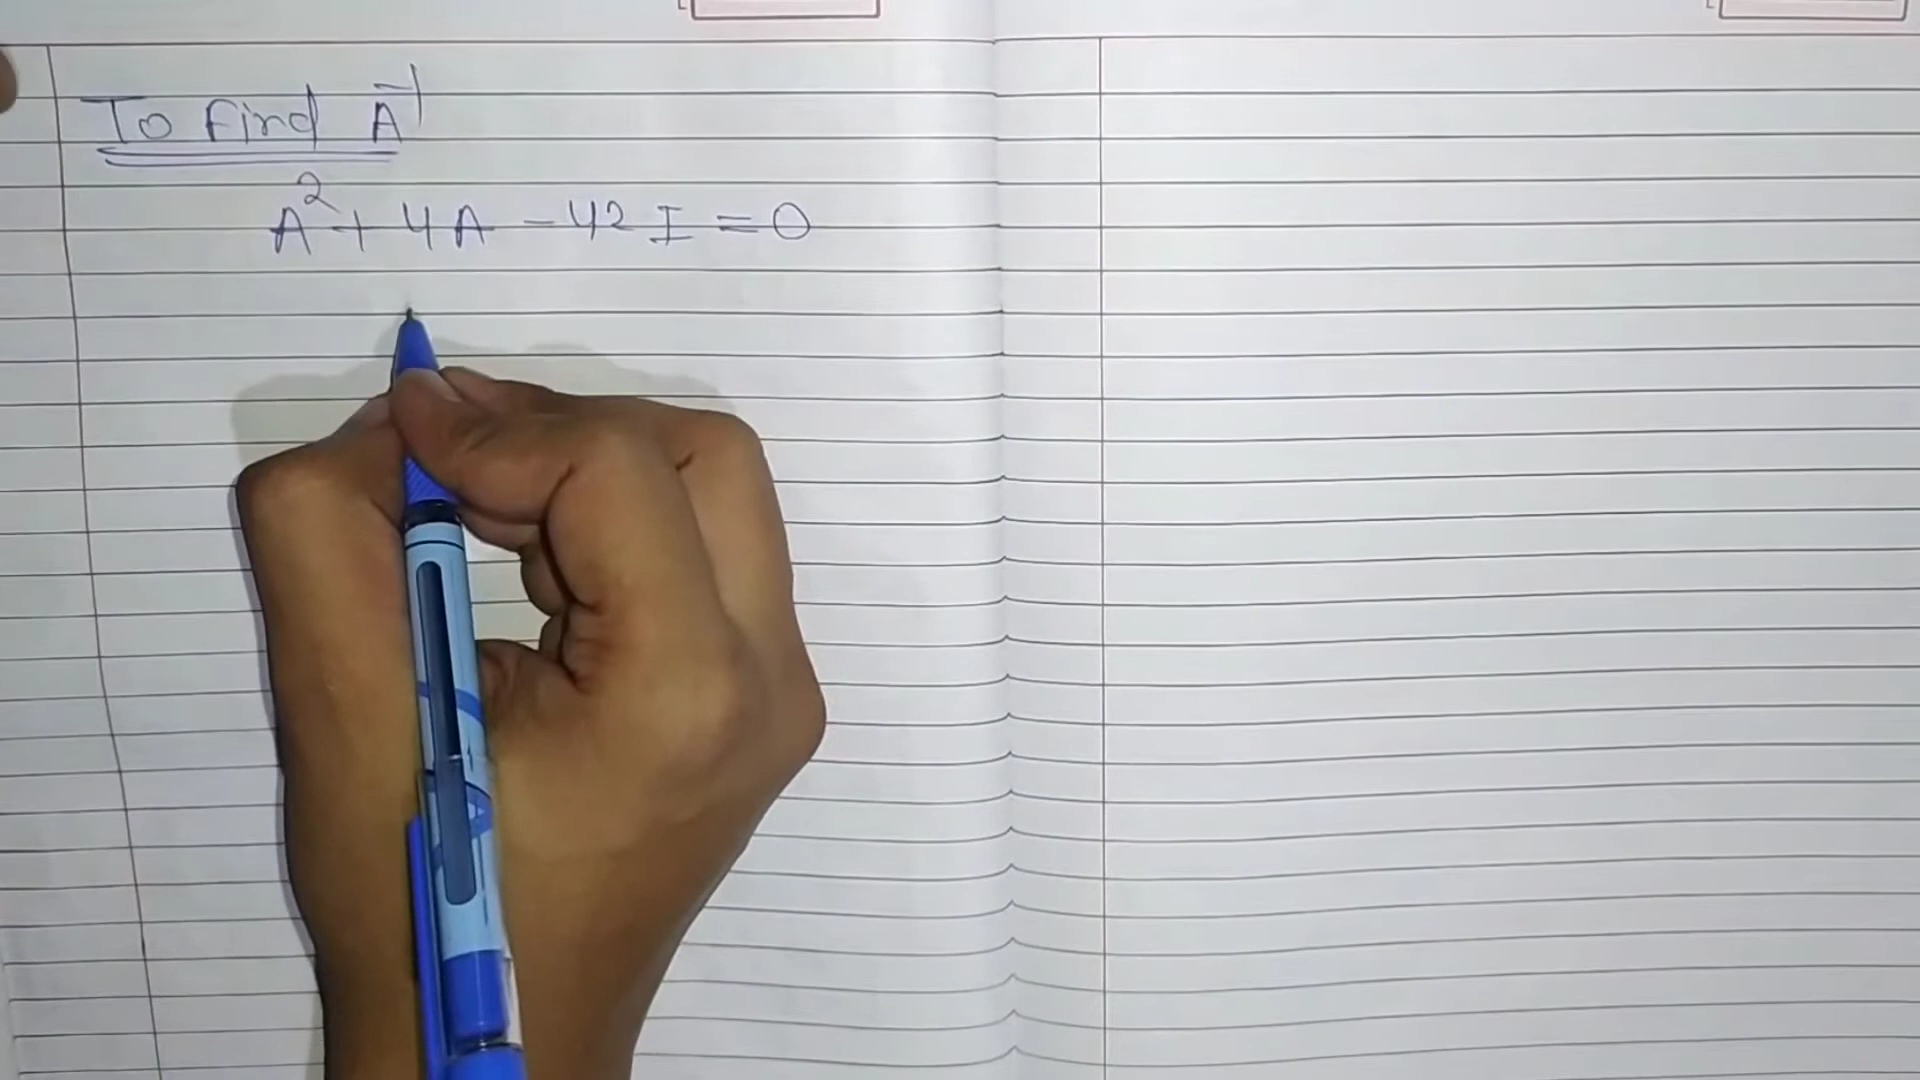 To Find A⁻¹
A² + 4A - 42 I = 0